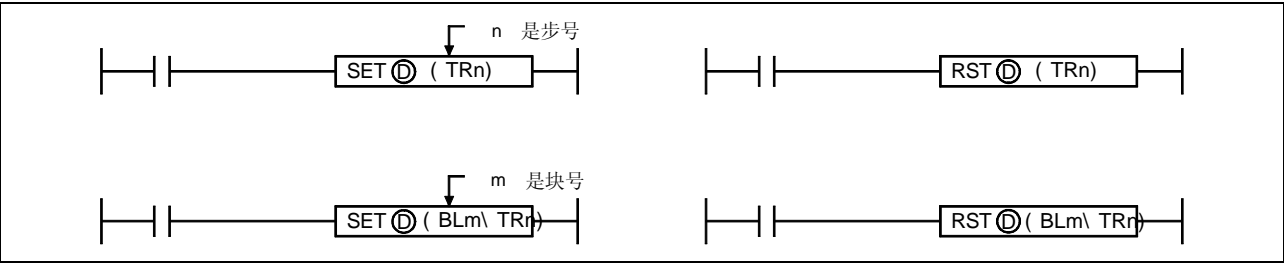 n 是步号
SET Ⓓ ( TRn)
RST Ⓓ ( TRn)
m 是块号
SET Ⓓ ( BLm\ TRn)
RST Ⓓ ( BLm\ TRn)